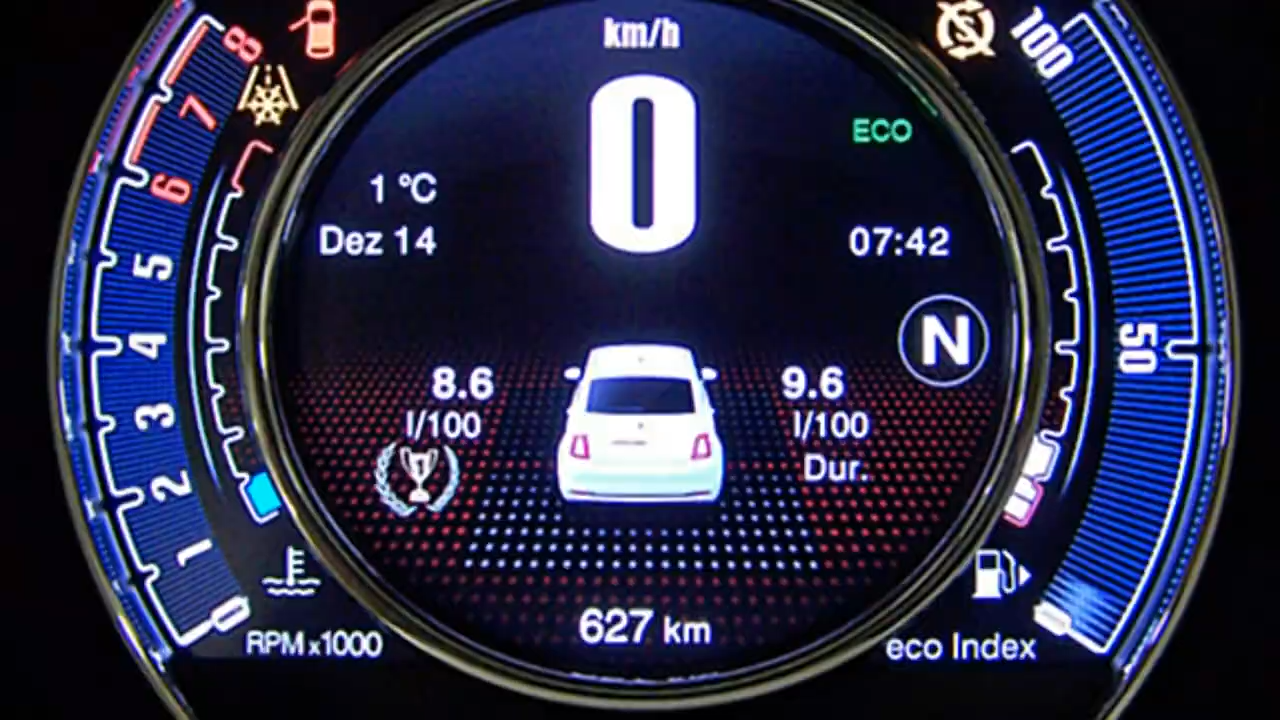 km/h
0
ECO
1 °C
Dez 14
07:42
N
8.6
l/100
9.6
l/100
Dur.
1
627 km
8
7
6
5
4
3
2
1
0
RPM x1000
S
100
50
eco Index